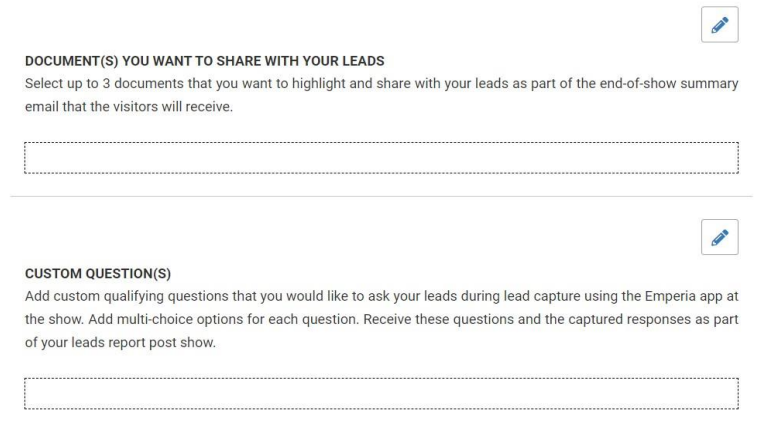 DOCUMENT(S) YOU WANT TO SHARE WITH YOUR LEADS
Select up to 3 documents that you want to highlight and share with your leads as part of the end-of-show summary
email that the visitors will receive.
CUSTOM QUESTION(S)
Add custom qualifying questions that you would like to ask your leads during lead capture using the Emperia app at
the show. Add multi-choice options for each question. Receive these questions and the captured responses as part
of your leads report post show.